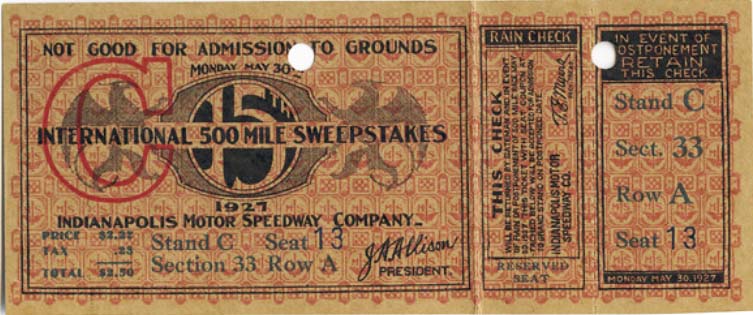 NOT GOOD FOR ADMISSION TO GROUNDS
MONDAY MAY 30TH
C
15TH
INTERNATIONAL 500 MILE SWEEPSTAKES
1927
INDIANAPOLIS MOTOR SPEEDWAY COMPANY.
PRICE $2.27
TAX .23
TOTAL $2.50
Stand C Seat 13
Section 33 Row A
J.A. Allison
PRESIDENT.
RAIN CHECK
THIS CHECK
INDIANAPOLIS MOTOR
SPEEDWAY CO.
RESERVED
SEAT
IN EVENT OF
POSTPONEMENT
RETAIN
THIS CHECK
Stand C
Sect. 33
Row A
Seat 13
MONDAY MAY 30, 1927